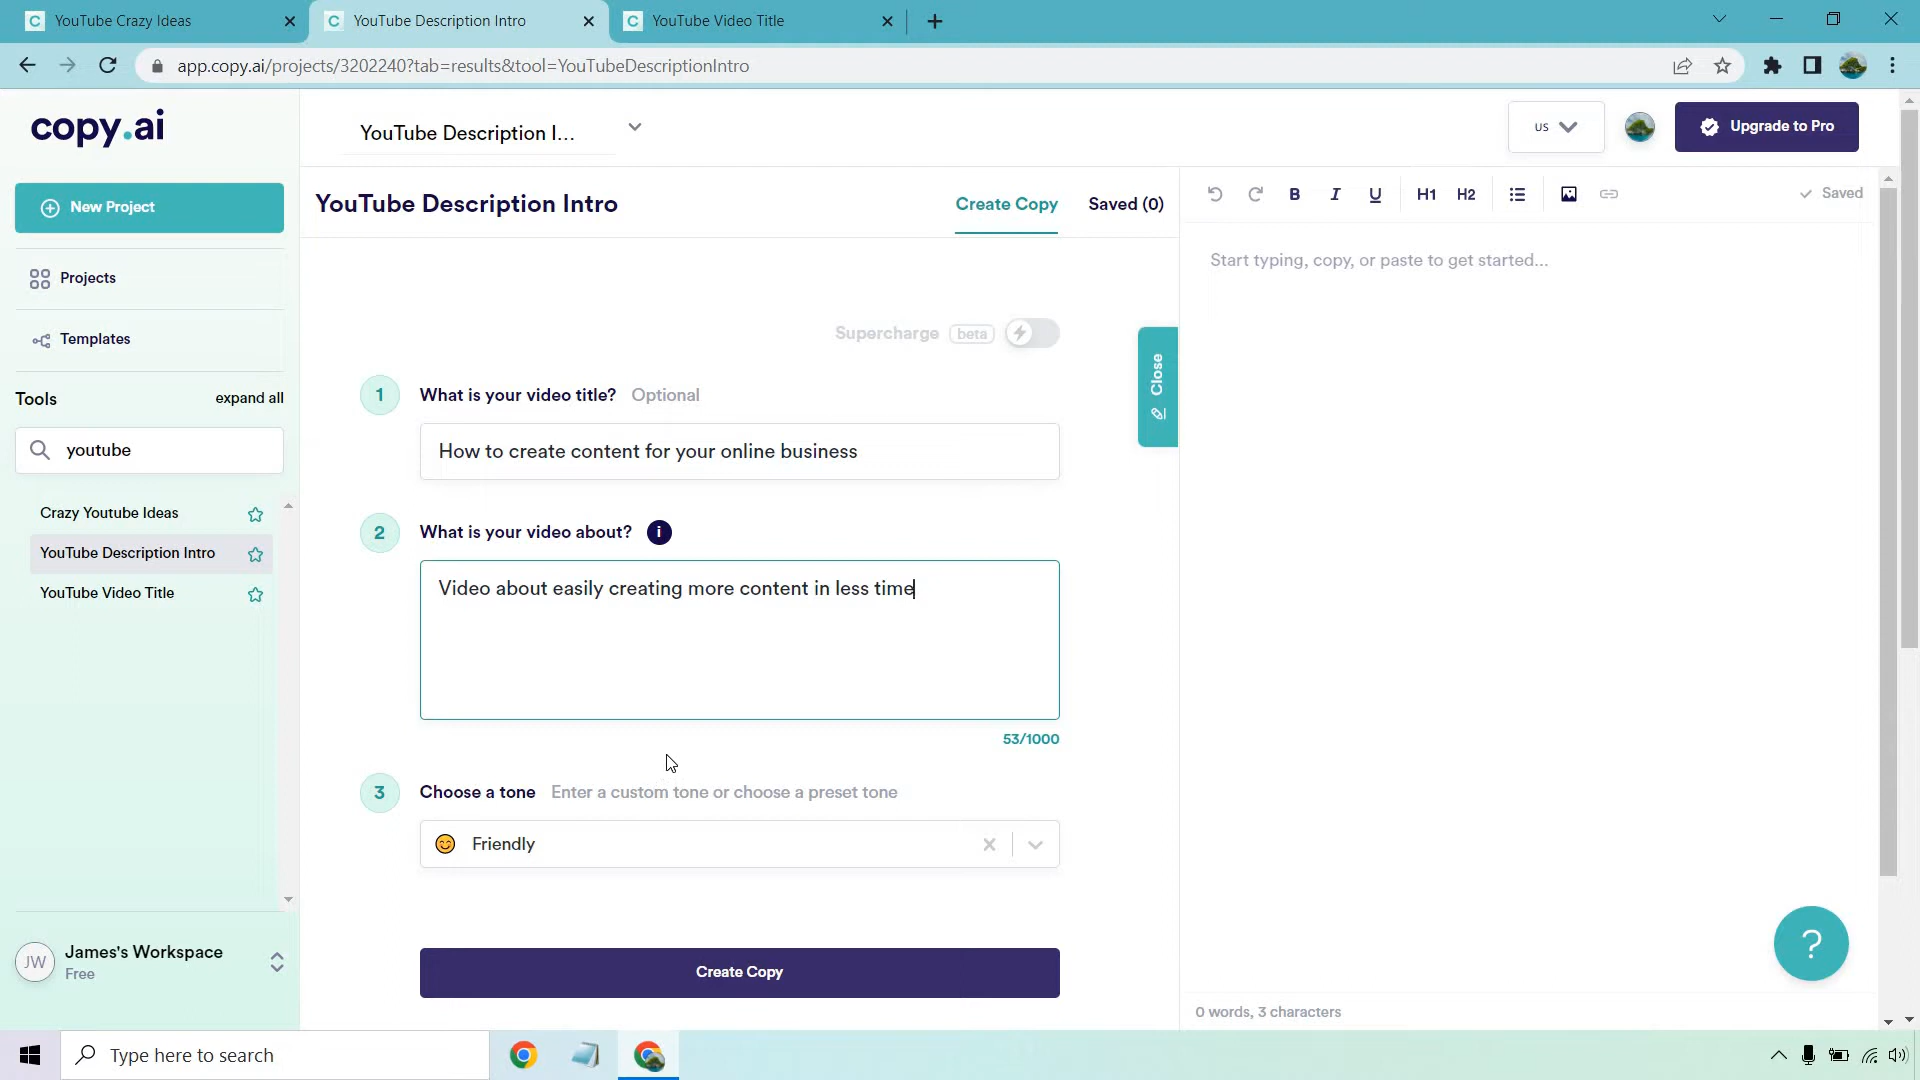 YouTube Crazy Ideas
YouTube Description Intro
YouTube Video Title
app.copy.ai/projects/3202240?tab=results&tool=YouTubeDescriptionIntro
copy.ai
YouTube Description I...
US
Upgrade to Pro
New Project
Projects
Templates
Tools
expand all
youtube
Crazy Youtube Ideas
YouTube Description Intro
YouTube Video Title
James's Workspace
JW
Free
YouTube Description Intro
Create Copy
Saved (0)
Supercharge beta
1 What is your video title? Optional
How to create content for your online business
2 What is your video about? i
Video about easily creating more content in less time
53/1000
3 Choose a tone Enter a custom tone or choose a preset tone
Friendly
Create Copy
Close
B I U H1 H2
Saved
Start typing, copy, or paste to get started...
?
0 words, 3 characters
Type here to search